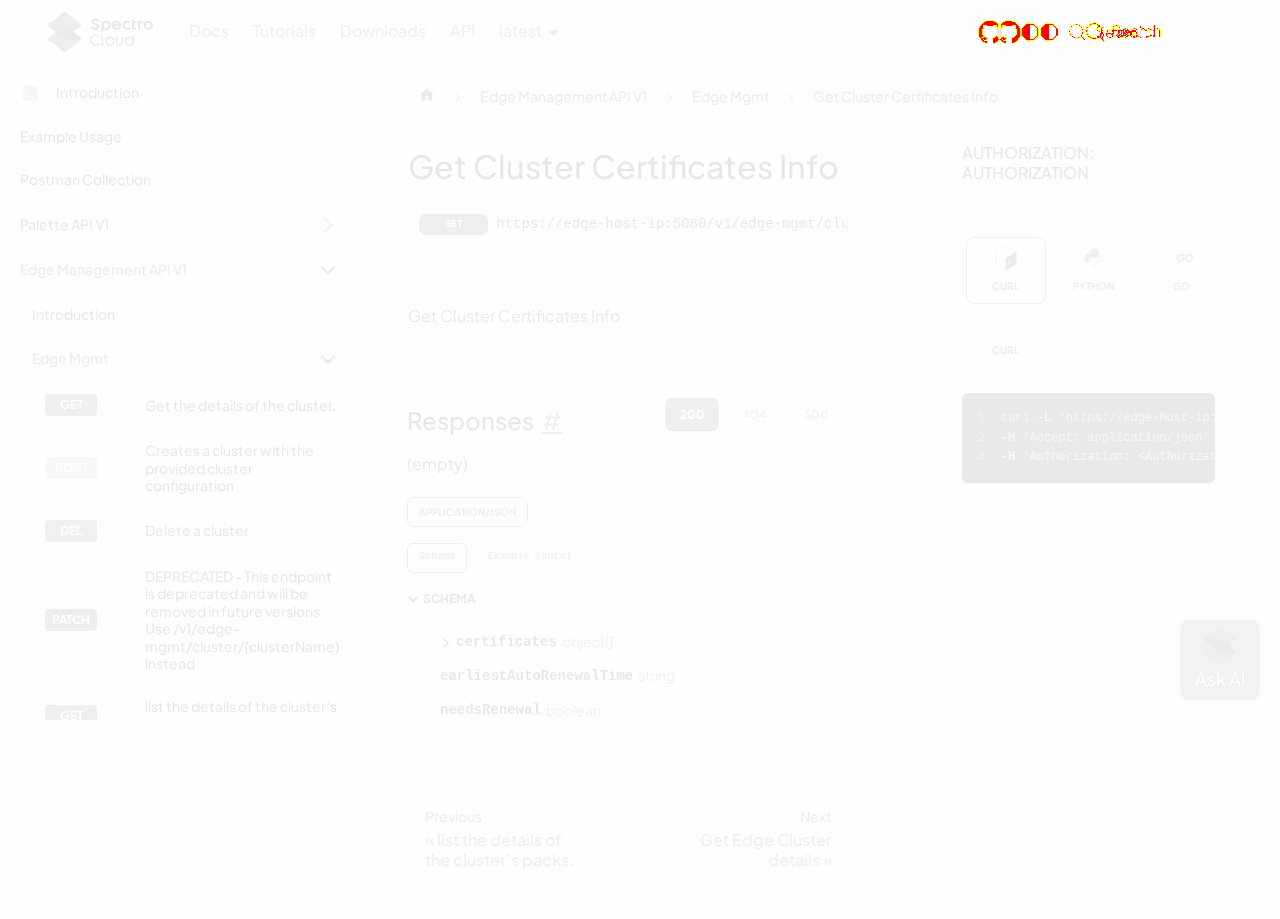 Spectro Cloud
Docs
Tutorials
Downloads
API
latest
Search
Introduction
Example Usage
Postman Collection
Palette API V1
Edge Management API V1
Introduction
Edge Mgmt
GET
Get the details of the cluster.
POST
Creates a cluster with the
provided cluster
configuration
DEL
Delete a cluster
PATCH
DEPRECATED - This endpoint
is deprecated and will be
removed in future versions.
Use /v1/edge-
mgmt/cluster/{clusterName}
instead
GET
list the details of the cluster's
Edge Management API V1
Edge Mgmt
Get Cluster Certificates Info
Get Cluster Certificates Info
GET
https://edge-host-ip:5080/v1/edge-mgmt/clu
Get Cluster Certificates Info
Responses #
200
404
500
(empty)
APPLICATION/JSON
Schema
Example (auto)
SCHEMA
certificates object[]
earliestAutoRenewalTime string
needsRenewal boolean
Previous
« list the details of
the cluster's packs.
Next
Get Edge Cluster
details »
AUTHORIZATION:
AUTHORIZATION
CURL
PYTHON
GO
GO
CURL
1 curl -L 'https://edge-host-ip:
2 -H 'Accept: application/json'
3 -H 'Authorization: <Authorizat
Ask AI